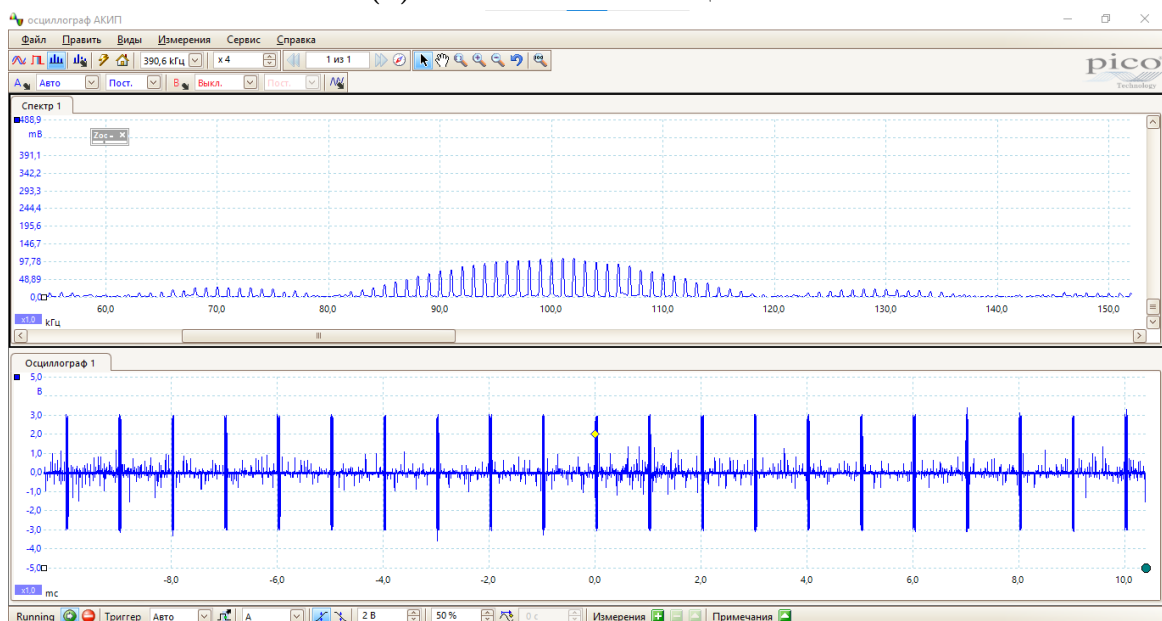 осциллограф АКИП
Файл Править Виды Измерения Сервис Справка
390,6 кГц x 4 1 из 1
pico
Technology
A Авто Пост. B Выкл. Пост.
Спектр 1
488,9
mВ
391,1
342,2
293,3
244,4
195,6
146,7
97,78
48,89
0,0
60,0 70,0 80,0 90,0 100,0 110,0 120,0 130,0 140,0 150,0
x1,0 кГц
Осциллограф 1
5,0
В
3,0
2,0
1,0
0,0
-1,0
-2,0
-3,0
-4,0
-5,0
-8,0 -6,0 -4,0 -2,0 0,0 2,0 4,0 6,0 8,0 10,0
x1,0 мс
Running Триггер Авто A 2 В 50 % 0 с Измерения Примечания